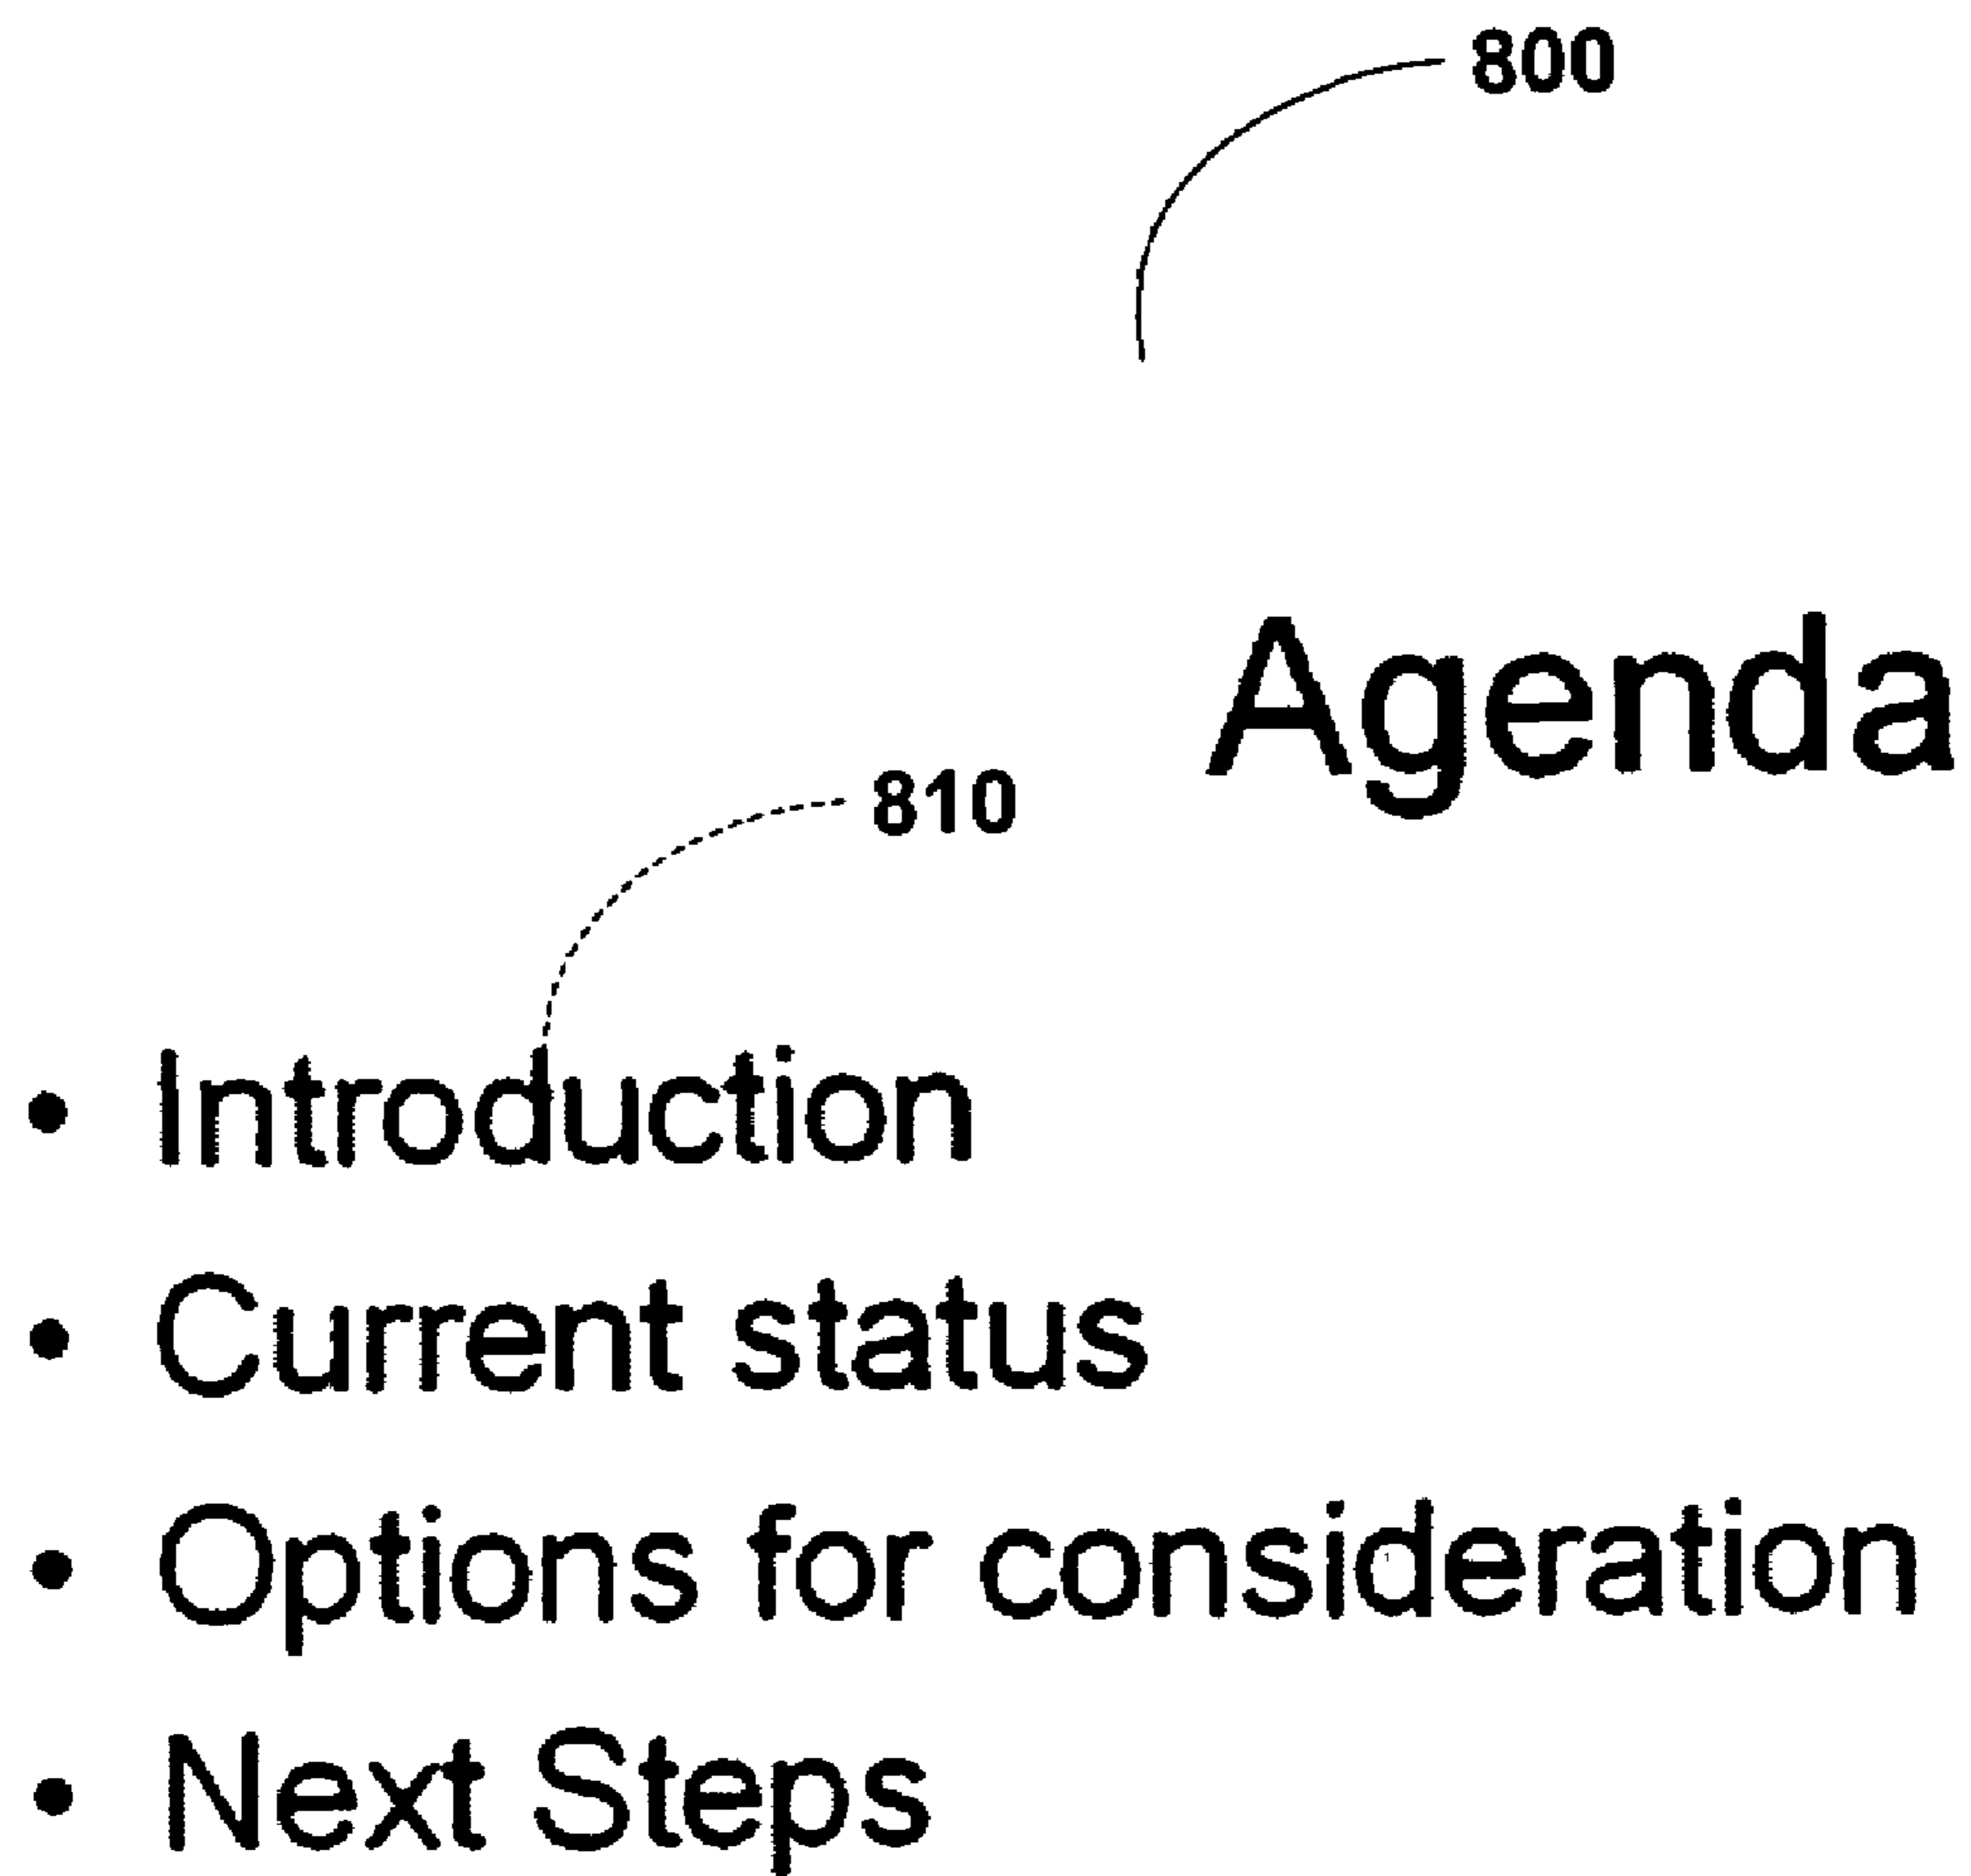 800
Agenda
810
• Introduction
• Current status
• Options for consideration
• Next Steps